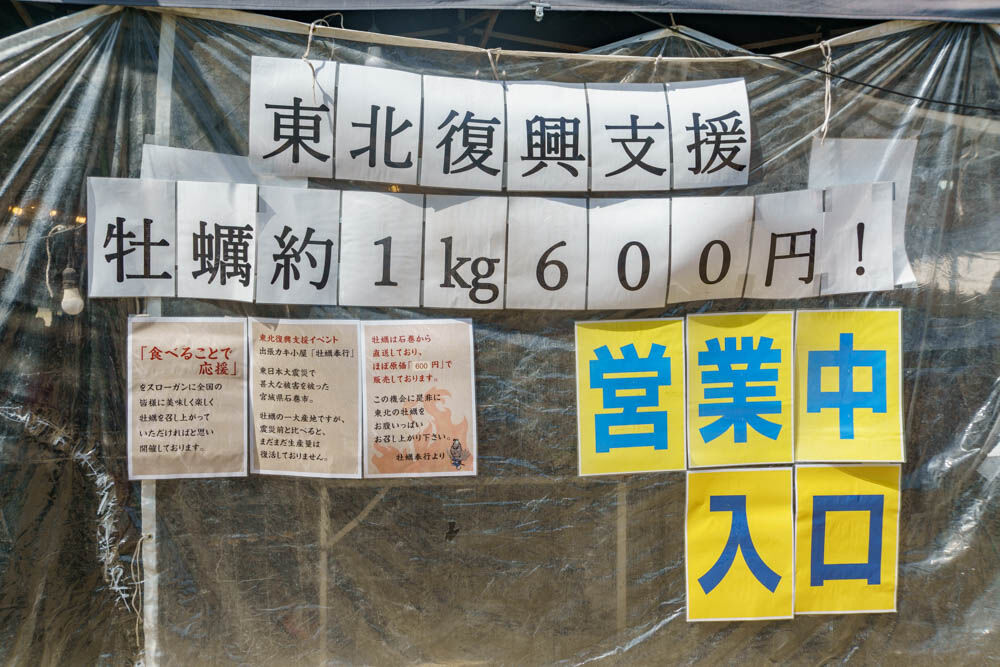 東北復興支援
牡蠣約1kg600円!
「食べることで
応援」
をスローガンに全国の
皆様に美味しく楽しく
牡蠣を召し上がって
いただければと思い
開催しております。
東北復興支援イベント
出張カキ小屋「牡蠣奉行」
東日本大震災で
甚大な被害を被った
宮城県石巻市。
牡蠣の一大産地ですが、
震災前と比べると、
まだまだ生産量は
復活しておりません。
牡蠣は石巻から
直送しており、
ほぼ原価「600円」で
販売しております。
この機会に是非に
東北の牡蠣を
お腹いっぱい
お召し上がり下さい。
牡蠣奉行より
営業中
入口